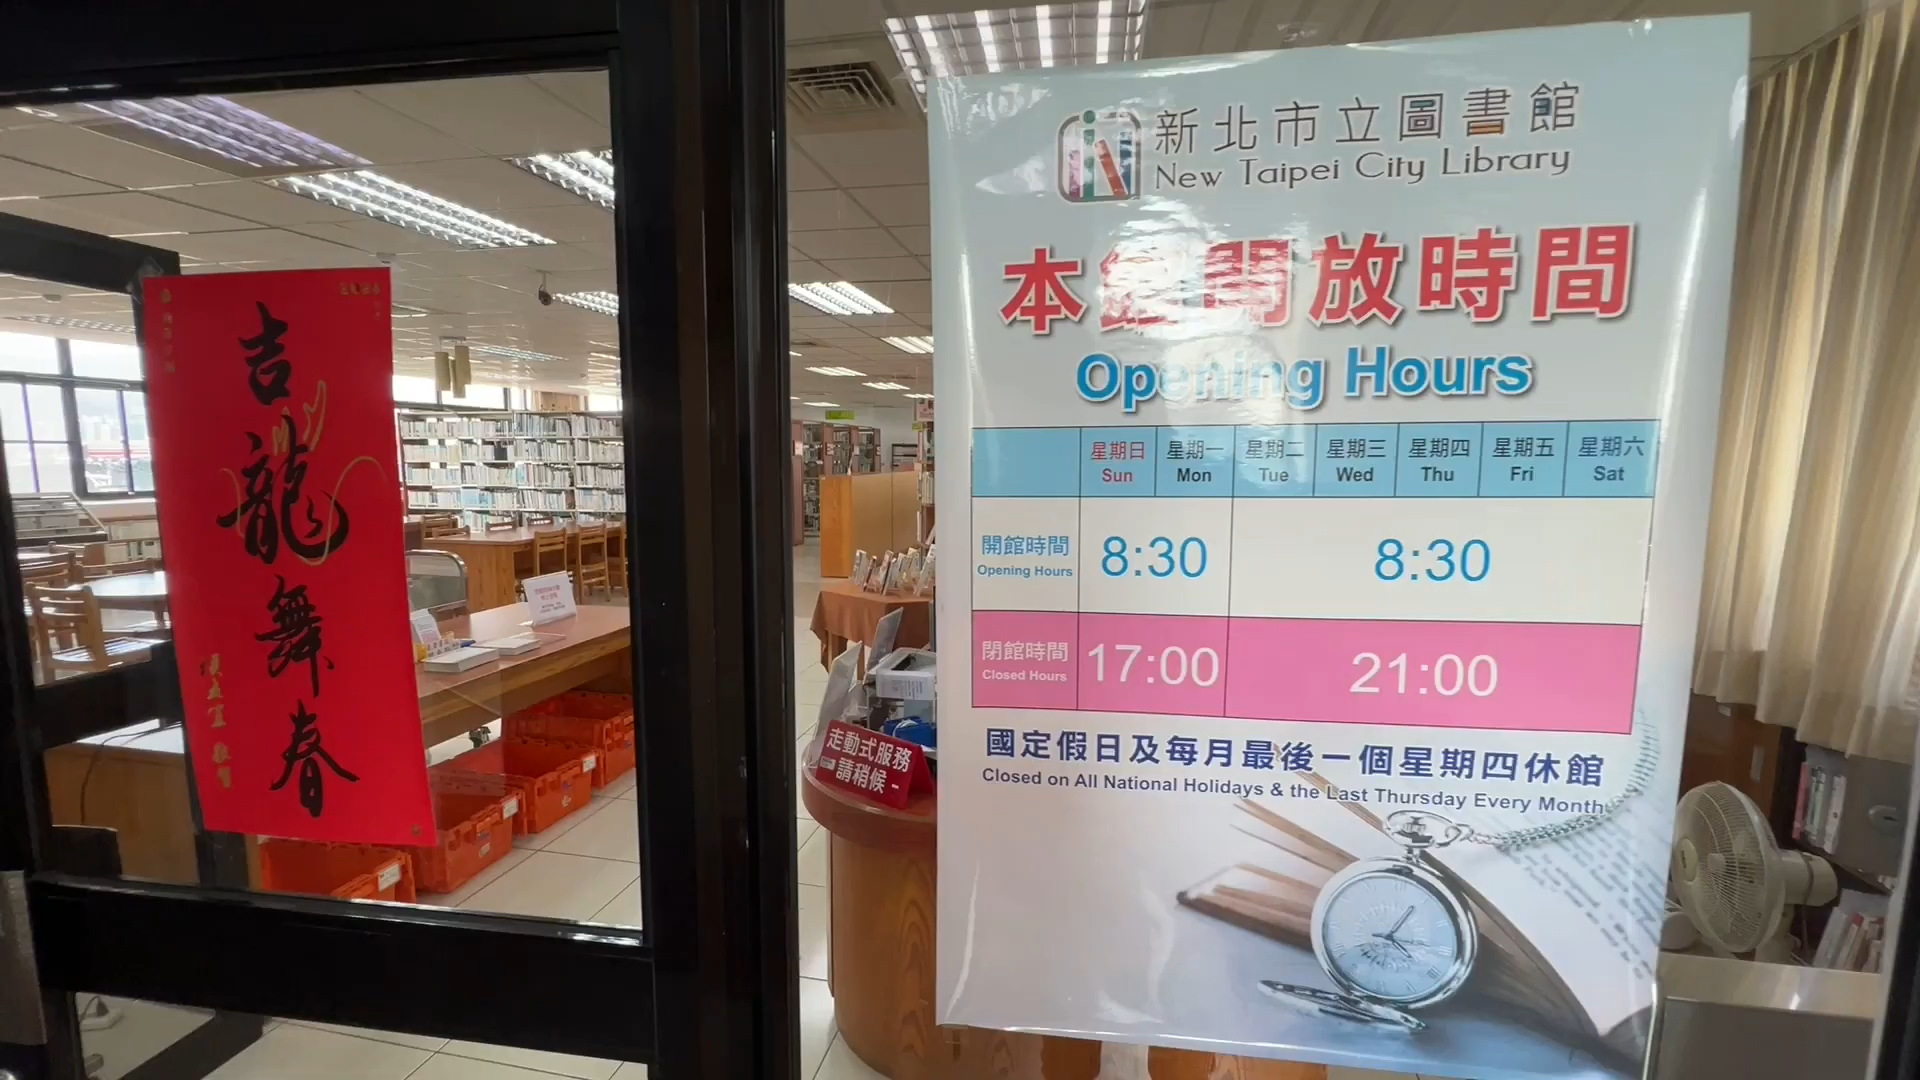 吉龍舞春
新北市立圖書館
New Taipei City Library
本館開放時間
Opening Hours
星期日 星期一 星期二 星期三 星期四 星期五 星期六
Sun Mon Tue Wed Thu Fri Sat
開館時間 8:30 8:30
Opening Hours
閉館時間 17:00 21:00
Closed Hours
國定假日及每月最後一個星期四休館
Closed on All National Holidays & the Last Thursday Every Month
走動式服務
請稍候